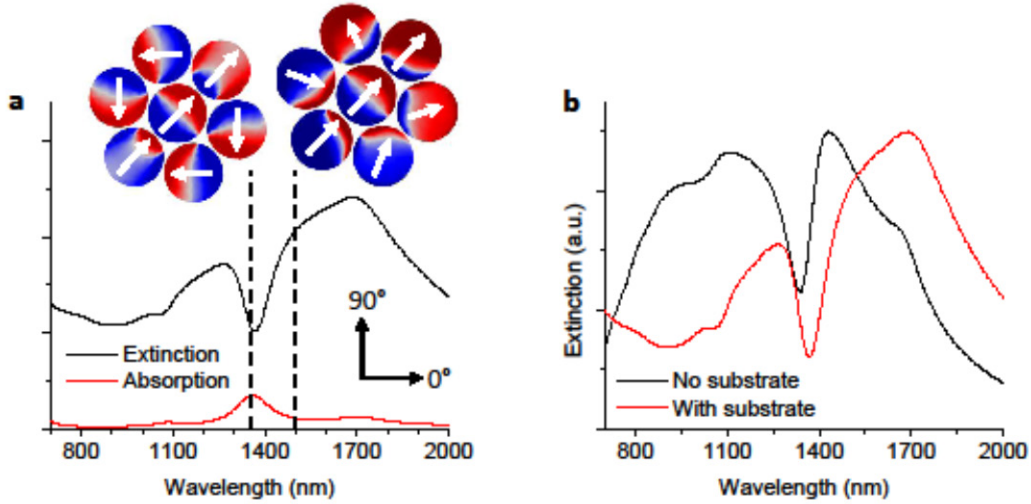 a
90°
0°
Extinction
Absorption
800 1100 1400 1700 2000
Wavelength (nm)
b
Extinction (a.u.)
No substrate
With substrate
800 1100 1400 1700 2000
Wavelength (nm)